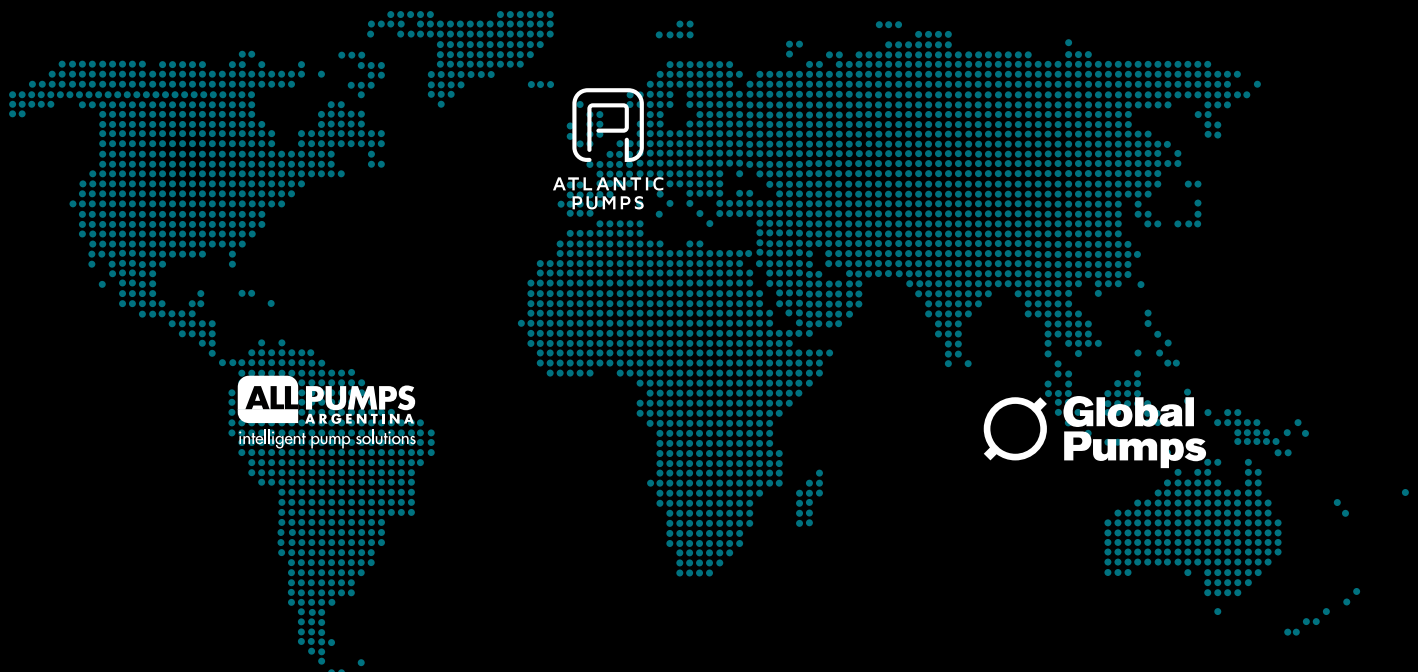 ATLANTIC
PUMPS
ALL PUMPS
ARGENTINA
intelligent pump solutions
Global
Pumps